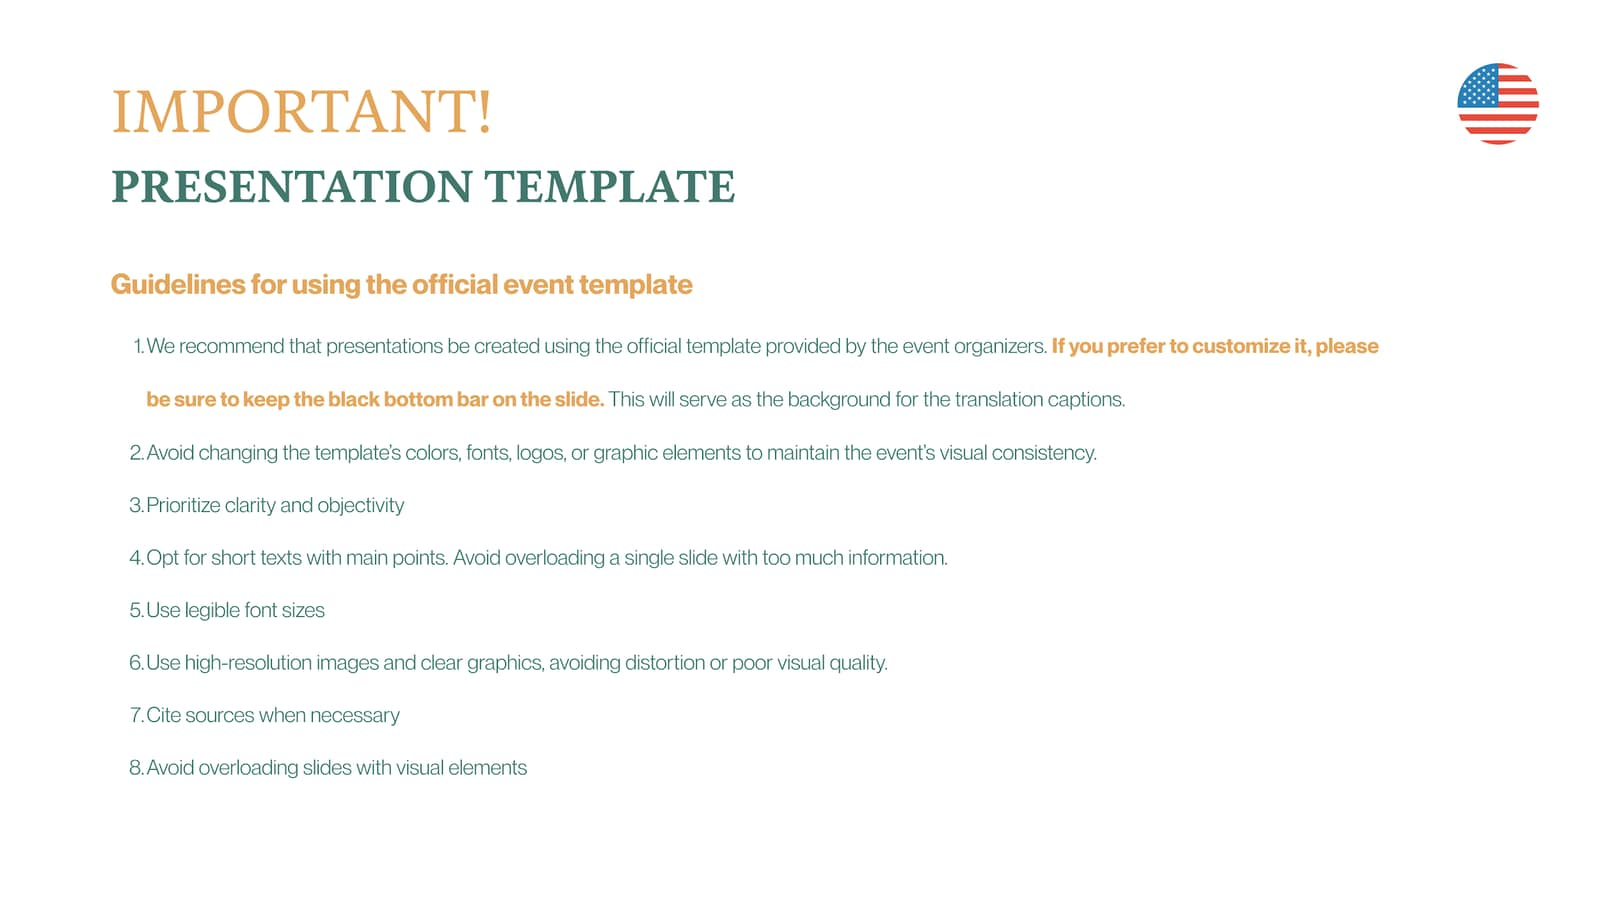 IMPORTANT!
PRESENTATION TEMPLATE
Guidelines for using the official event template
1. We recommend that presentations be created using the official template provided by the event organizers. If you prefer to customize it, please
be sure to keep the black bottom bar on the slide. This will serve as the background for the translation captions.
2. Avoid changing the template's colors, fonts, logos, or graphic elements to maintain the event's visual consistency.
3. Prioritize clarity and objectivity
4. Opt for short texts with main points. Avoid overloading a single slide with too much information.
5. Use legible font sizes
6. Use high-resolution images and clear graphics, avoiding distortion or poor visual quality.
7. Cite sources when necessary
8. Avoid overloading slides with visual elements